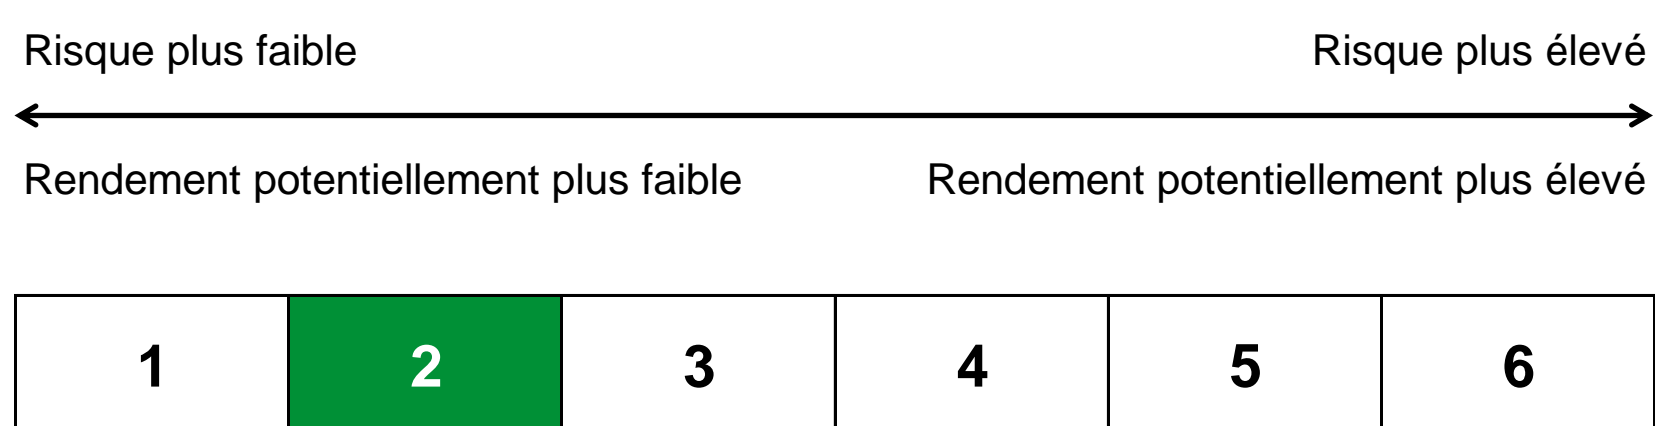 Risque plus faible Risque plus élevé
Rendement potentiellement plus faible Rendement potentiellement plus élevé
1 2 3 4 5 6